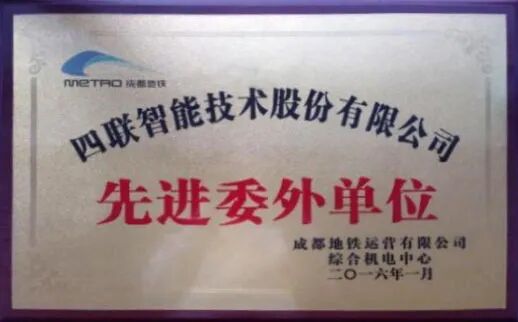 METRO 成都地铁
四联智能技术股份有限公司
先进委外单位
成都地铁运营有限公司
综合机电中心
二〇一六年一月